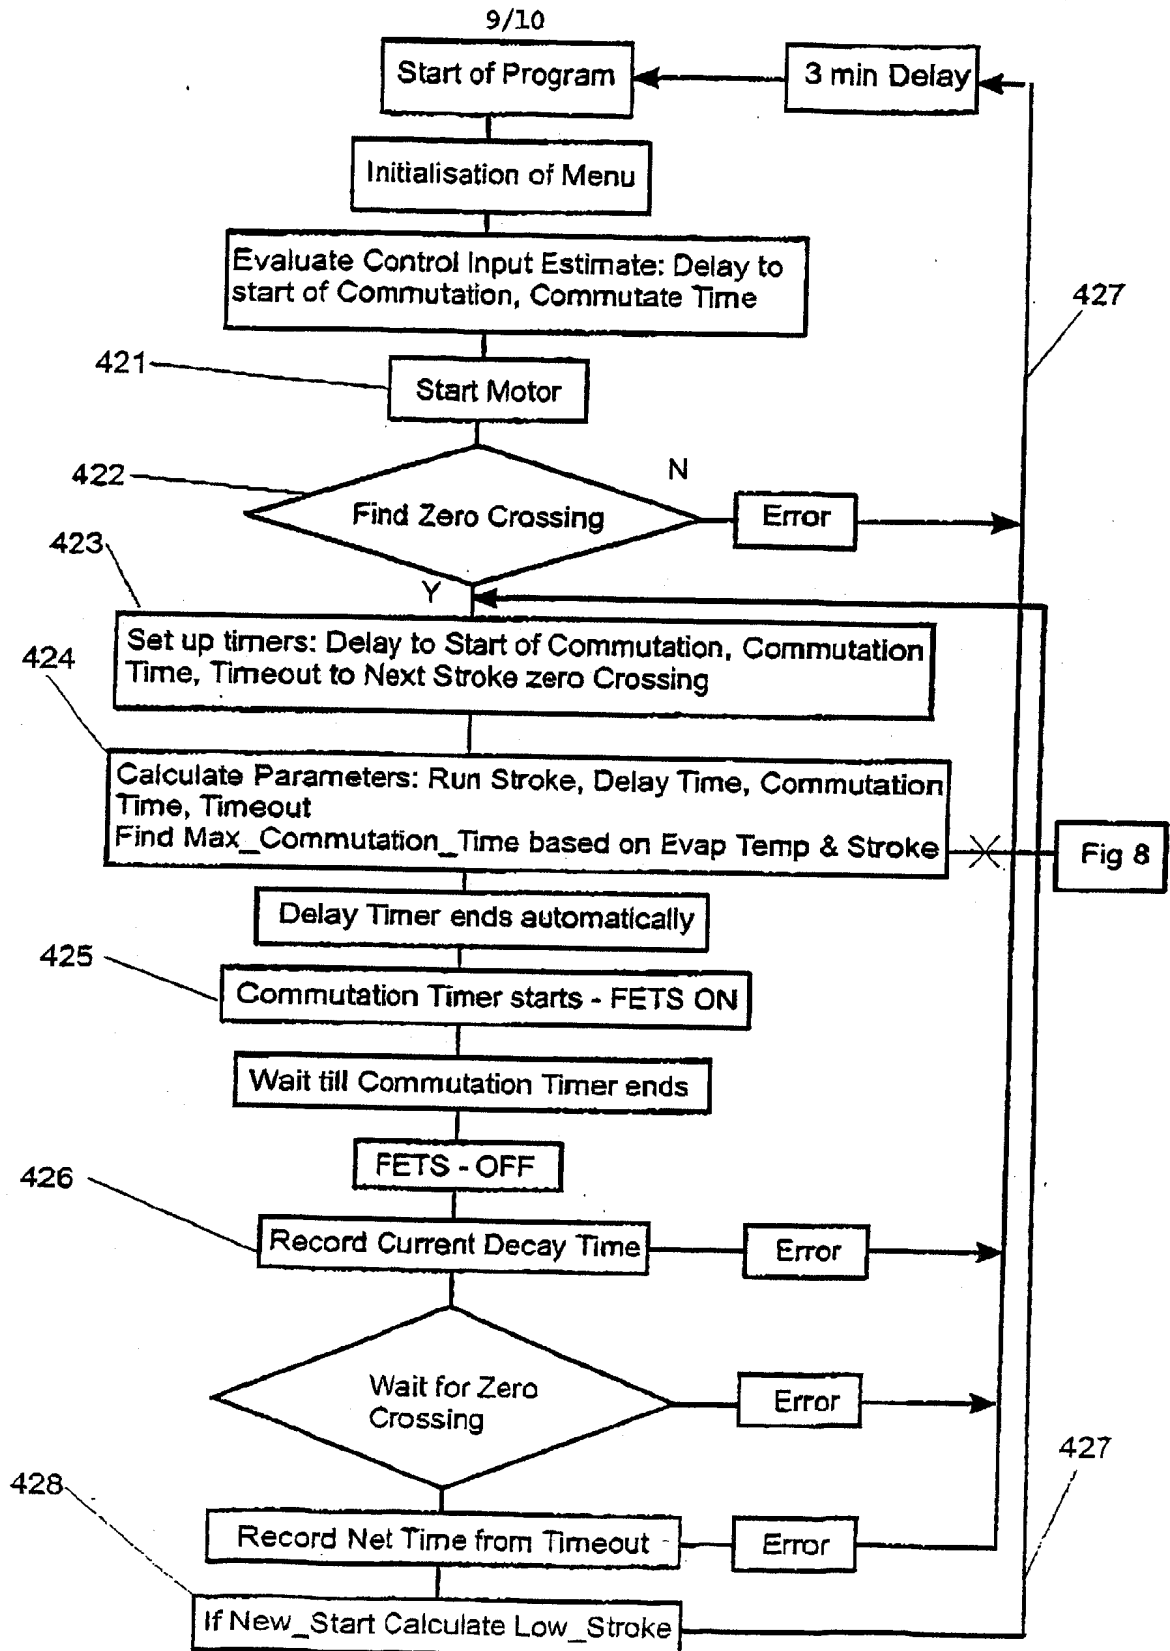 9/10
Start of Program
3 min Delay
Initialisation of Menu
Evaluate Control Input Estimate: Delay to
start of Commutation, Commutate Time
427
421
Start Motor
422
N
Find Zero Crossing
Error
423
Y
Set up timers: Delay to Start of Commutation, Commutation
Time, Timeout to Next Stroke zero Crossing
424
Calculate Parameters: Run Stroke, Delay Time, Commutation
Time, Timeout
Find Max_Commutation_Time based on Evap Temp & Stroke
Fig 8
Delay Timer ends automatically
425
Commutation Timer starts - FETS ON
Wait till Commutation Timer ends
FETS - OFF
426
Record Current Decay Time
Error
Wait for Zero
Crossing
Error
427
428
Record Net Time from Timeout
Error
If New_Start Calculate Low_Stroke